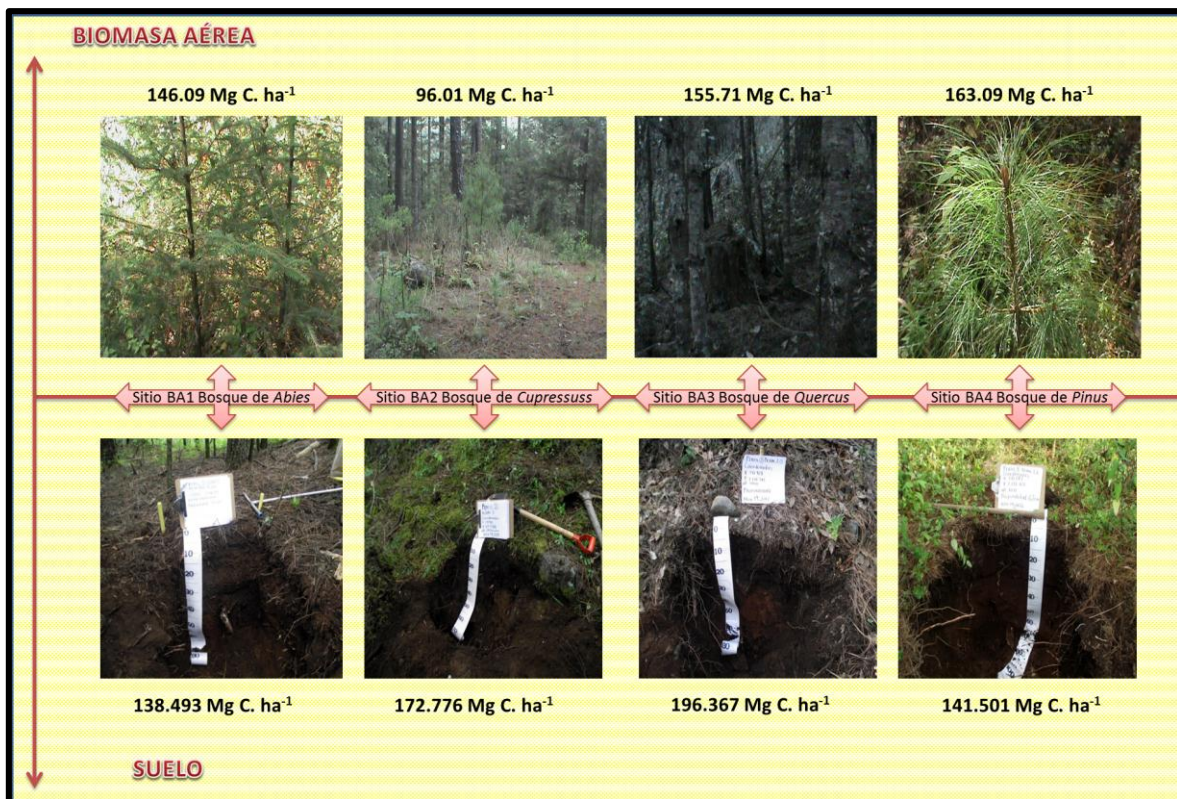 BIOMASA AÉREA
146.09 Mg C. ha⁻¹ 96.01 Mg C. ha⁻¹ 155.71 Mg C. ha⁻¹ 163.09 Mg C. ha⁻¹
Sitio BA1 Bosque de Abies Sitio BA2 Bosque de Cupressuss Sitio BA3 Bosque de Quercus Sitio BA4 Bosque de Pinus
138.493 Mg C. ha⁻¹ 172.776 Mg C. ha⁻¹ 196.367 Mg C. ha⁻¹ 141.501 Mg C. ha⁻¹
SUELO